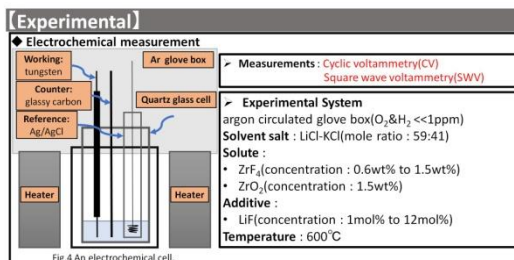 【Experimental】
◆ Electrochemical measurement
Working:
tungsten
Counter:
glassy carbon
Reference:
Ag/AgCl
Ar glove box
Quartz glass cell
Heater
Heater
Fig.4 An electrochemical cell
➢ Measurements : Cyclic voltammetry(CV)
Square wave voltammetry(SWV)
➢ Experimental System
argon circulated glove box(O₂&H₂ <<1ppm)
Solvent salt : LiCl-KCl(mole ratio : 59:41)
Solute :
• ZrF₄(concentration : 0.6wt% to 1.5wt%)
• ZrO₂(concentration : 1.5wt%)
Additive :
• LiF(concentration : 1mol% to 12mol%)
Temperature : 600℃